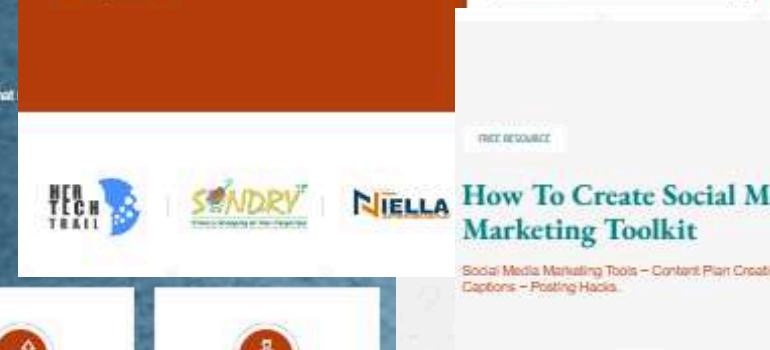 HER
TECH
TRAIL
SUNDRY
NIELLA
FREE RESOURCE
How To Create Social M
Marketing Toolkit
Social Media Marketing Tools – Content Plan Creati
Captions – Posting Hacks.